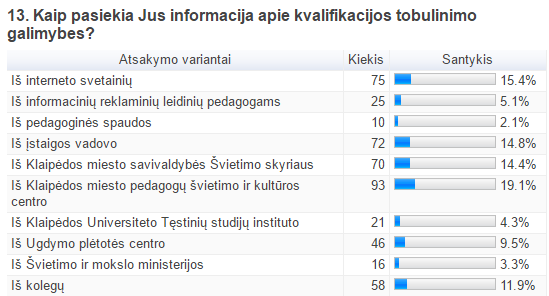 13. Kaip pasiekia Jus informacija apie kvalifikacijos tobulinimo
galimybes?
Atsakymo variantai Kiekis Santykis
Iš interneto svetainių 75 15.4%
Iš informacinių reklaminių leidinių pedagogams 25 5.1%
Iš pedagoginės spaudos 10 2.1%
Iš įstaigos vadovo 72 14.8%
Iš Klaipėdos miesto savivaldybės Švietimo skyriaus 70 14.4%
Iš Klaipėdos miesto pedagogų švietimo ir kultūros 93 19.1%
centro
Iš Klaipėdos Universiteto Tęstinių studijų instituto 21 4.3%
Iš Ugdymo plėtotės centro 46 9.5%
Iš Švietimo ir mokslo ministerijos 16 3.3%
Iš kolegų 58 11.9%